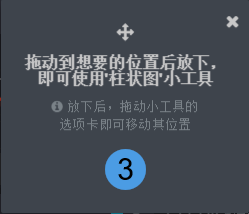 拖动到想要的位置后放下，
即可使用'柱状图'小工具
放下后，拖动小工具的
选项卡即可移动其位置
3